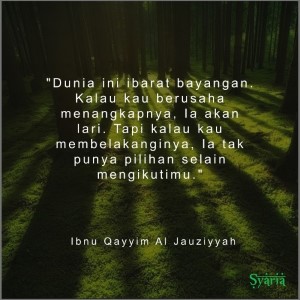 "Dunia ini ibarat bayangan,
Kalau kau berusaha
menangkapnya, Ia akan
lari. Tapi kalau kau
membelakanginya, Ia tak
punya pilihan selain
mengikutimu."
Ibnu Qayyim Al Jauziyyah
Syaria